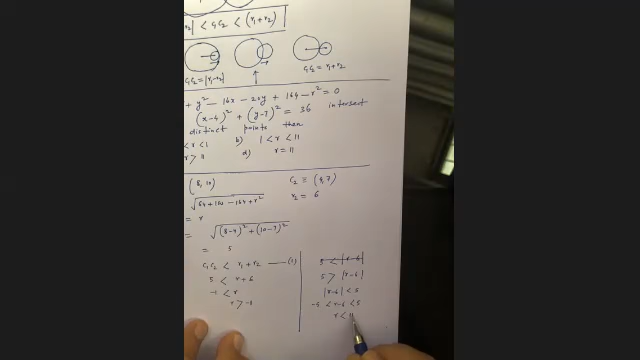 r₂| < c₁c₂ < (r₁+r₂)
c₁c₂ = |r₁-r₂|
c₁c₂ = r₁+r₂
+ y² - 16x - 20y + 164 - r² = 0
(x-4)² + (y-7)² = 36 intersect
distinct points then
< r < 1 b) 1 < r < 11
r > 11 d) r = 11
(8, 10)
√64+100-164+r²
= r
= √(8-4)² + (10-7)²
= 5
c₁c₂ < r₁+r₂ —(1)
5 < r+6
-1 < r
r > -1
C₂ ≡ (4,7)
r₂ = 6
5 < |r-6|
5 > |r-6|
|r-6| < 5
-5 < r-6 < 5
r < 11